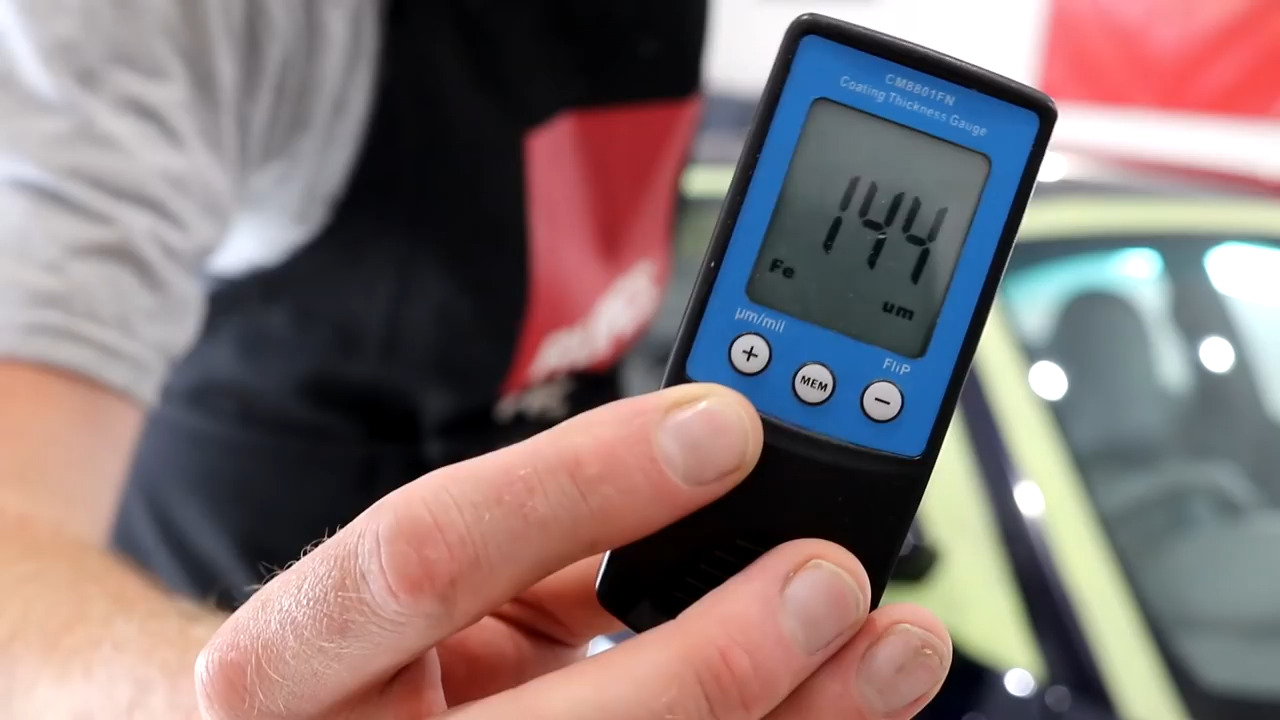 CM8801FN
Coating Thickness Gauge
144
Fe
um
µm/mil
FliP
+
MEM
−